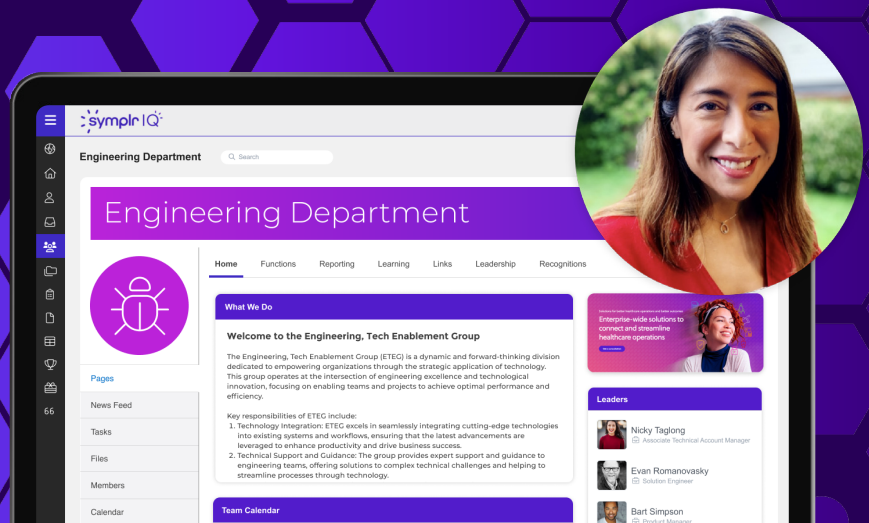 symplr IQ
Engineering Department
Search
Engineering Department
Home Functions Reporting Learning Links Leadership Recognitions
What We Do
Welcome to the Engineering, Tech Enablement Group
The Engineering, Tech Enablement Group (ETEG) is a dynamic and forward-thinking division
dedicated to empowering organizations through the strategic application of technology.
This group operates at the intersection of engineering excellence and technological
innovation, focusing on enabling teams and projects to achieve optimal performance and
efficiency.
Key responsibilities of ETEG include:
1. Technology Integration: ETEG excels in seamlessly integrating cutting-edge technologies
into existing systems and workflows, ensuring that the latest advancements are
leveraged to enhance productivity and drive business success.
2. Technical Support and Guidance: The group provides expert support and guidance to
engineering teams, offering solutions to complex technical challenges and helping to
streamline processes through technology.
Team Calendar
Enterprise-wide solutions to
connect and streamline
healthcare operations
Leaders
Nicky Taglong
Associate Technical Account Manager
Evan Romanovasky
Solution Engineer
Bart Simpson
Product Manager
Pages
News Feed
Tasks
Files
Members
Calendar
66